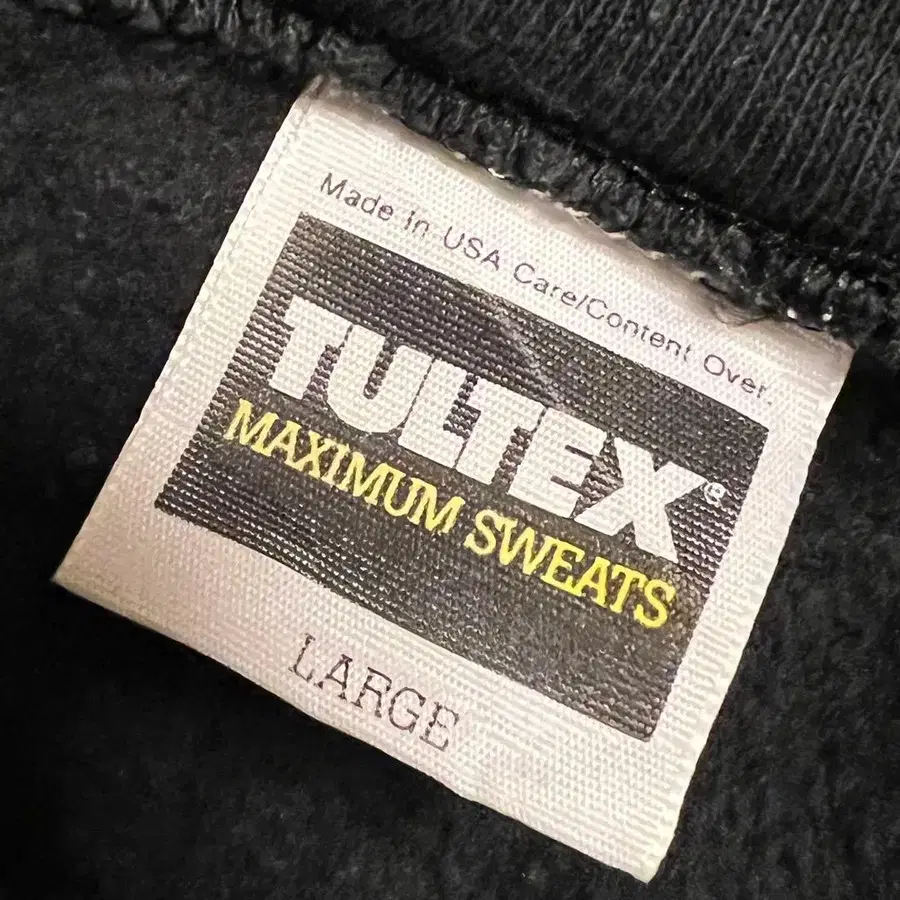 Made in USA Care/Content Over.
TULTEX®
MAXIMUM SWEATS
LARGE